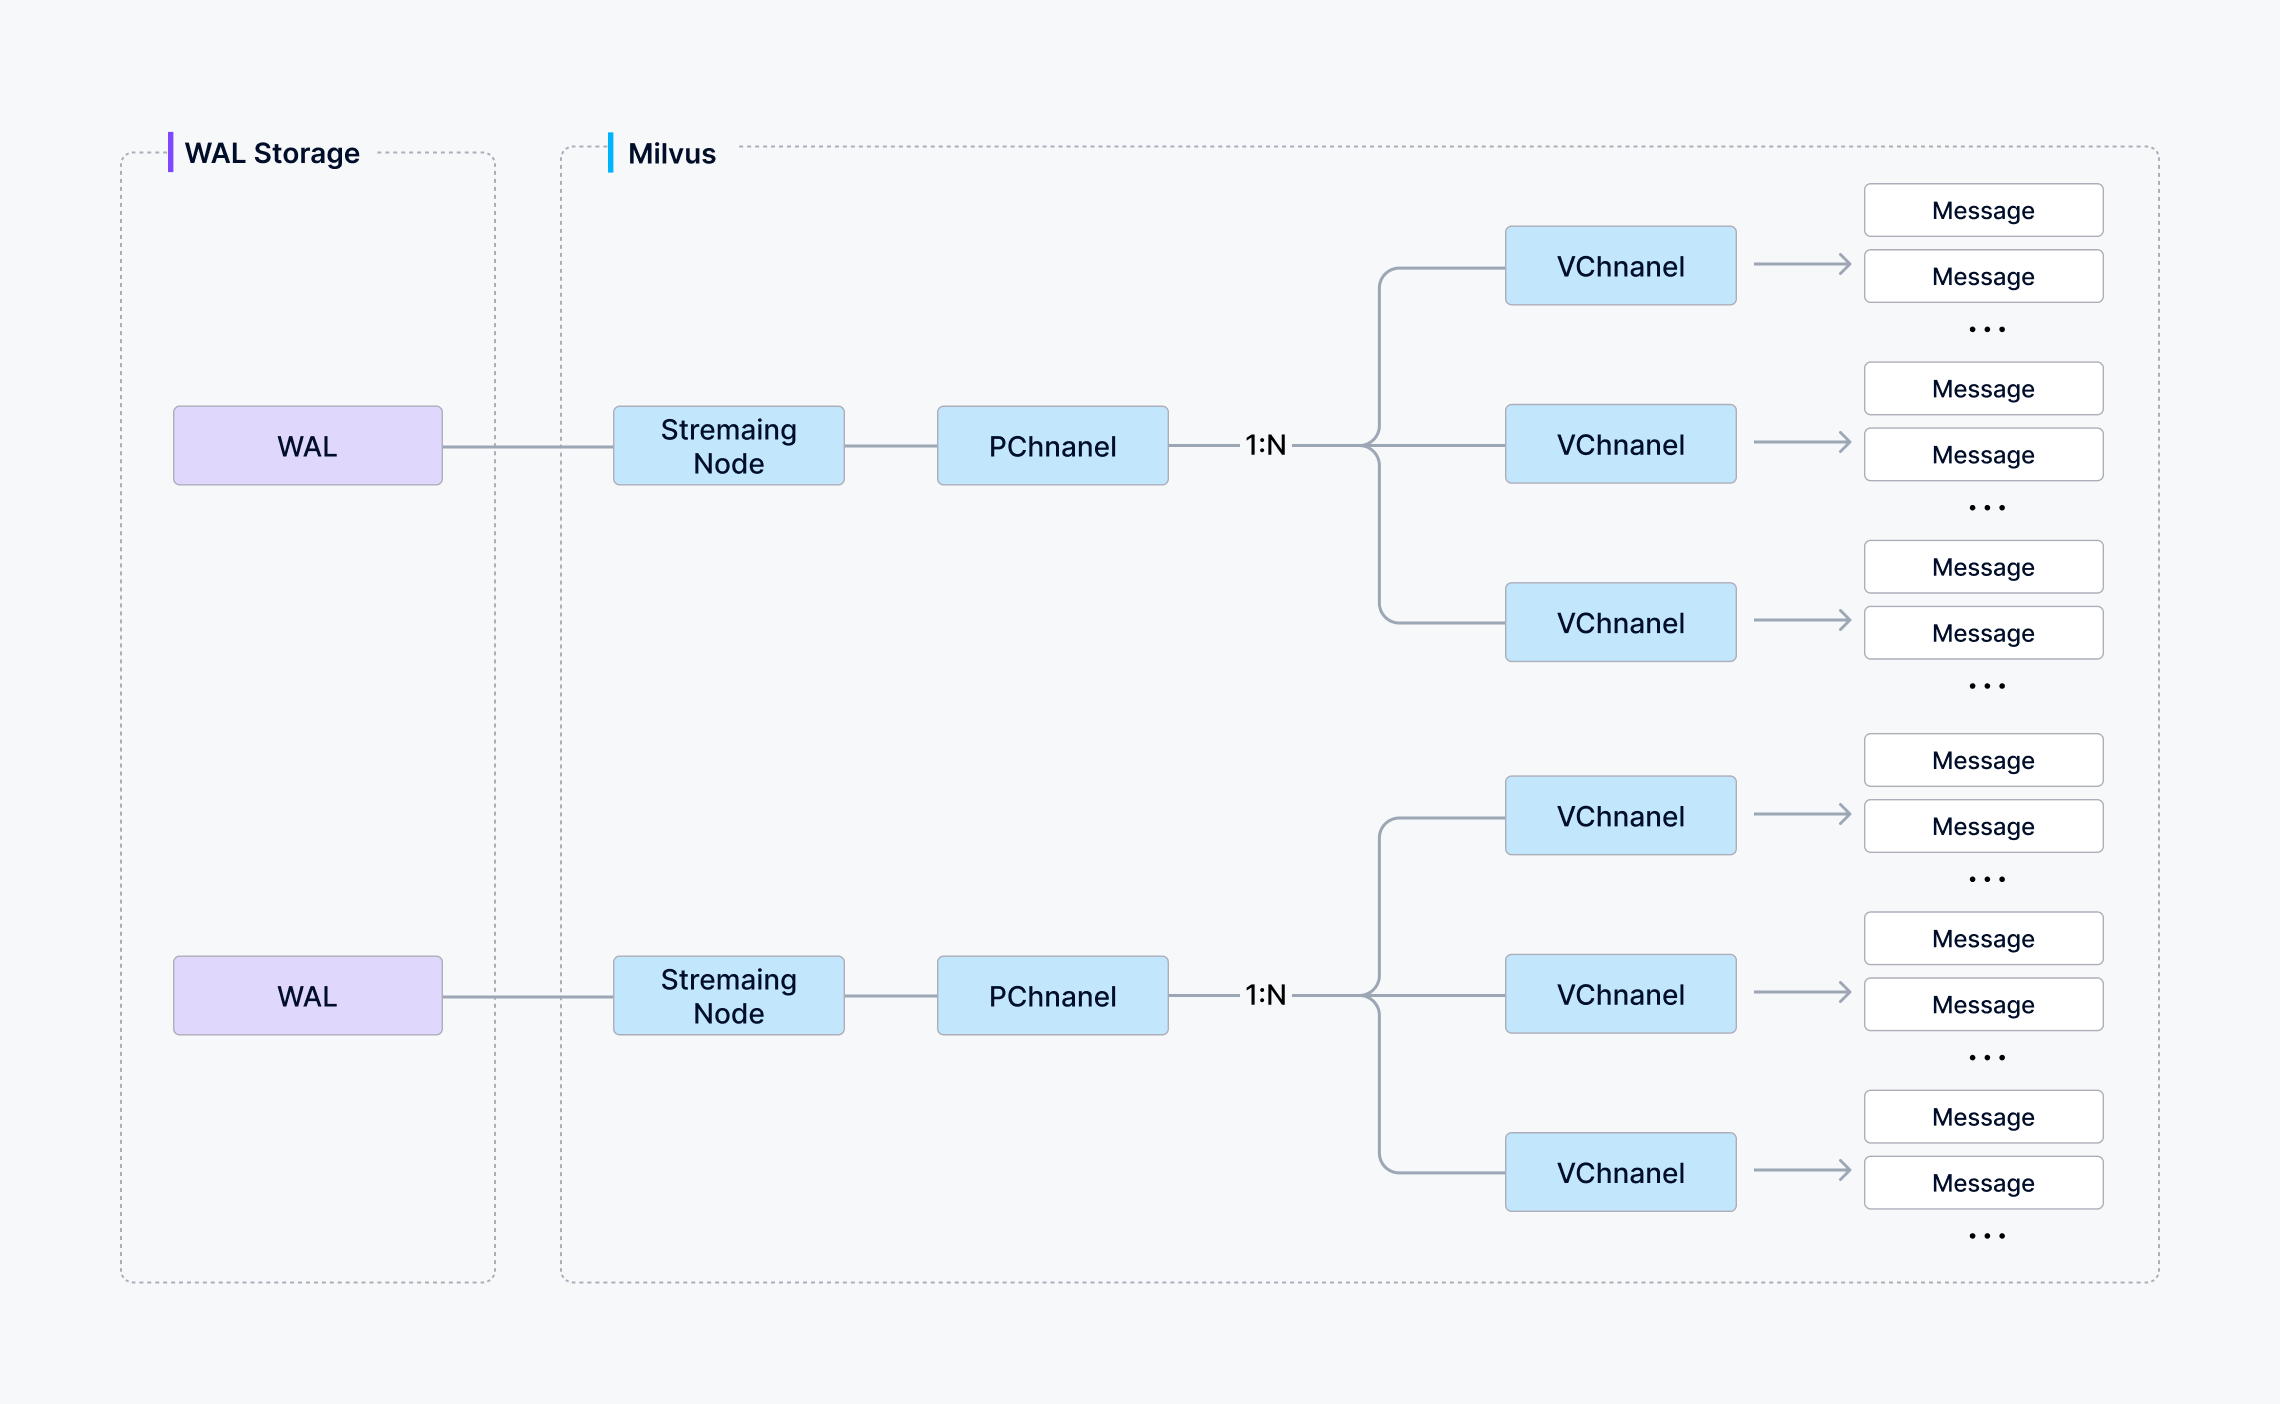 WAL Storage
Milvus
WAL
Stremaing
Node
PChnanel
1:N
VChnanel
Message
Message
...
VChnanel
Message
Message
...
VChnanel
Message
Message
...
WAL
Stremaing
Node
PChnanel
1:N
VChnanel
Message
Message
...
VChnanel
Message
Message
...
VChnanel
Message
Message
...